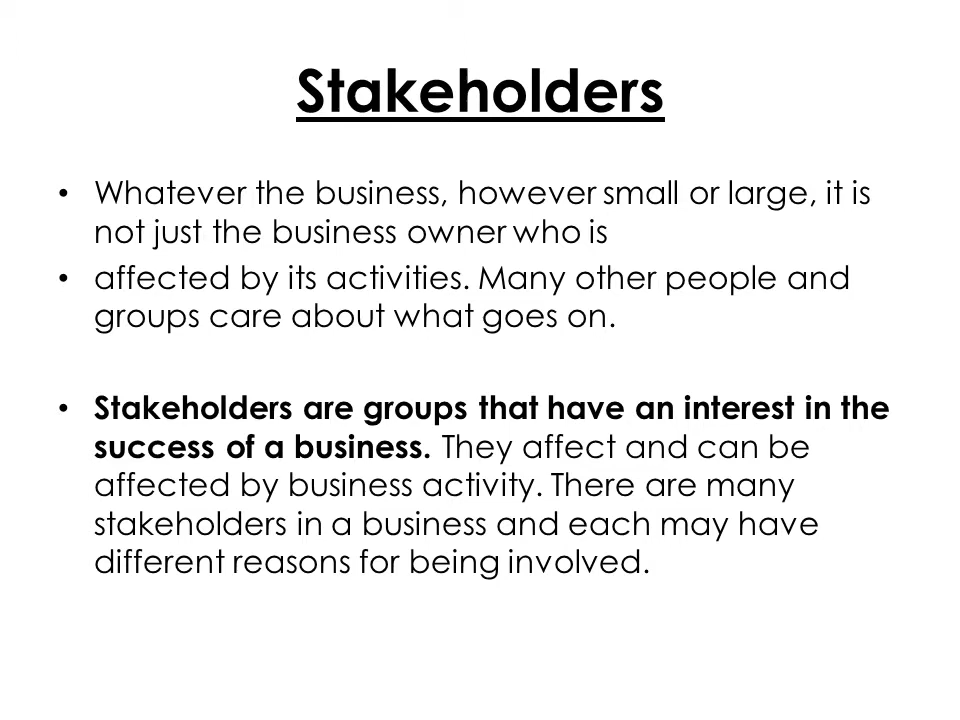 Stakeholders
• Whatever the business, however small or large, it is
not just the business owner who is
• affected by its activities. Many other people and
groups care about what goes on.
• Stakeholders are groups that have an interest in the
success of a business. They affect and can be
affected by business activity. There are many
stakeholders in a business and each may have
different reasons for being involved.